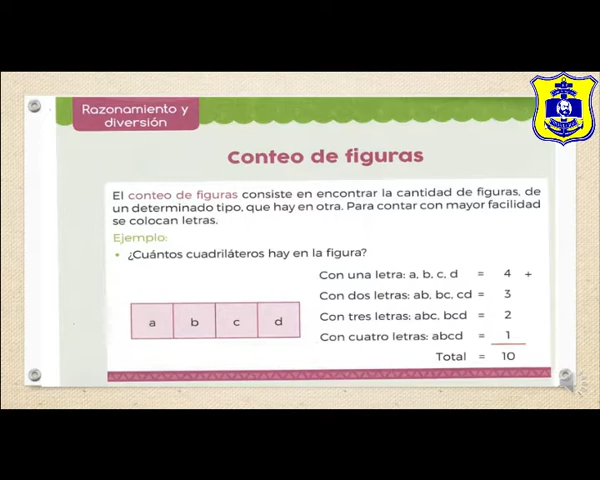 Razonamiento y
diversión
Conteo de figuras
El conteo de figuras consiste en encontrar la cantidad de figuras, de
un determinado tipo, que hay en otra. Para contar con mayor facilidad
se colocan letras.
Ejemplo:
• ¿Cuántos cuadriláteros hay en la figura?
Con una letra: a, b, c, d = 4 +
Con dos letras: ab, bc, cd = 3
Con tres letras: abc, bcd = 2
Con cuatro letras: abcd = 1
Total = 10
a b c d